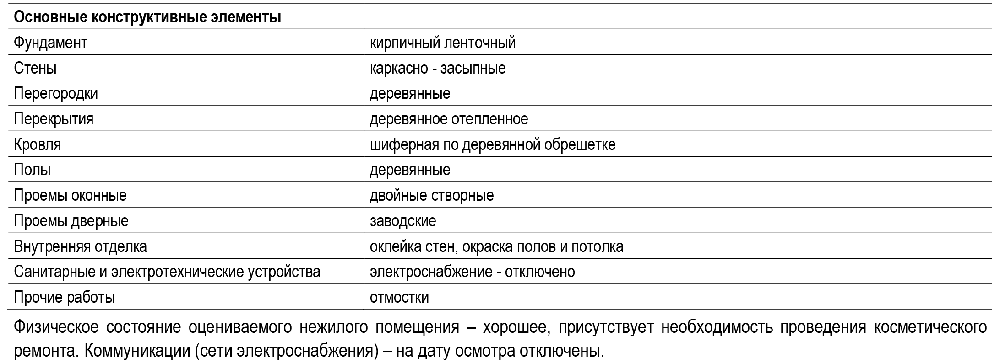 Основные конструктивные элементы
Фундамент кирпичный ленточный
Стены каркасно - засыпные
Перегородки деревянные
Перекрытия деревянное отепленное
Кровля шиферная по деревянной обрешетке
Полы деревянные
Проемы оконные двойные створные
Проемы дверные заводские
Внутренняя отделка оклейка стен, окраска полов и потолка
Санитарные и электротехнические устройства электроснабжение - отключено
Прочие работы отмостки
Физическое состояние оцениваемого нежилого помещения – хорошее, присутствует необходимость проведения косметического
ремонта. Коммуникации (сети электроснабжения) – на дату осмотра отключены.